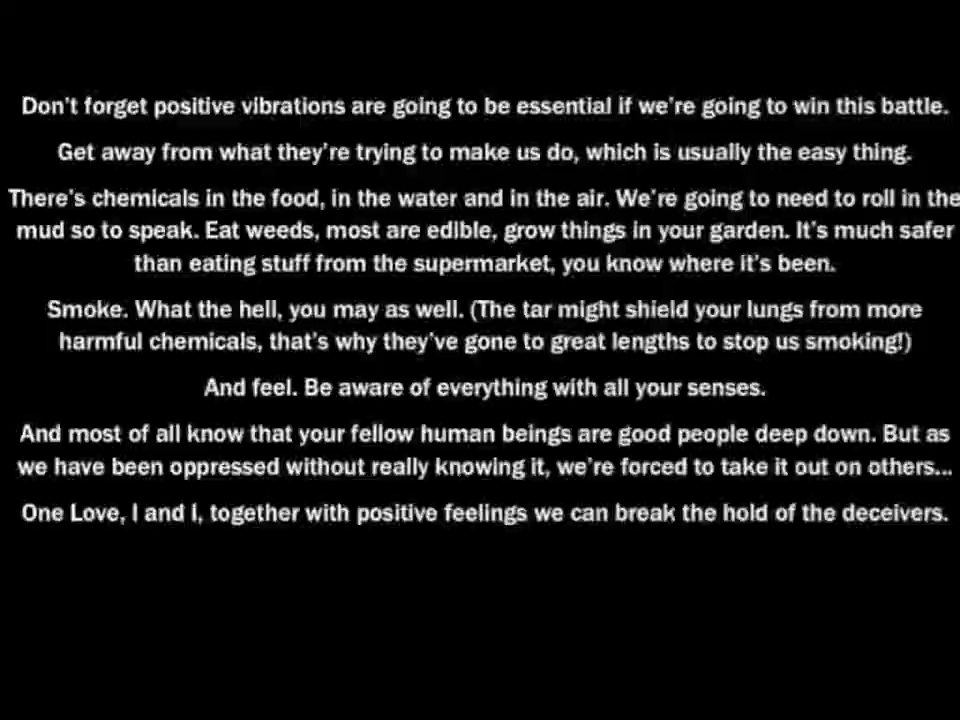 Don't forget positive vibrations are going to be essential if we're going to win this battle.
Get away from what they're trying to make us do, which is usually the easy thing.
There's chemicals in the food, in the water and in the air. We're going to need to roll in the
mud so to speak. Eat weeds, most are edible, grow things in your garden. It's much safer
than eating stuff from the supermarket, you know where it's been.
Smoke. What the hell, you may as well. (The tar might shield your lungs from more
harmful chemicals, that's why they've gone to great lengths to stop us smoking!)
And feel. Be aware of everything with all your senses.
And most of all know that your fellow human beings are good people deep down. But as
we have been oppressed without really knowing it, we're forced to take it out on others...
One Love, I and I, together with positive feelings we can break the hold of the deceivers.